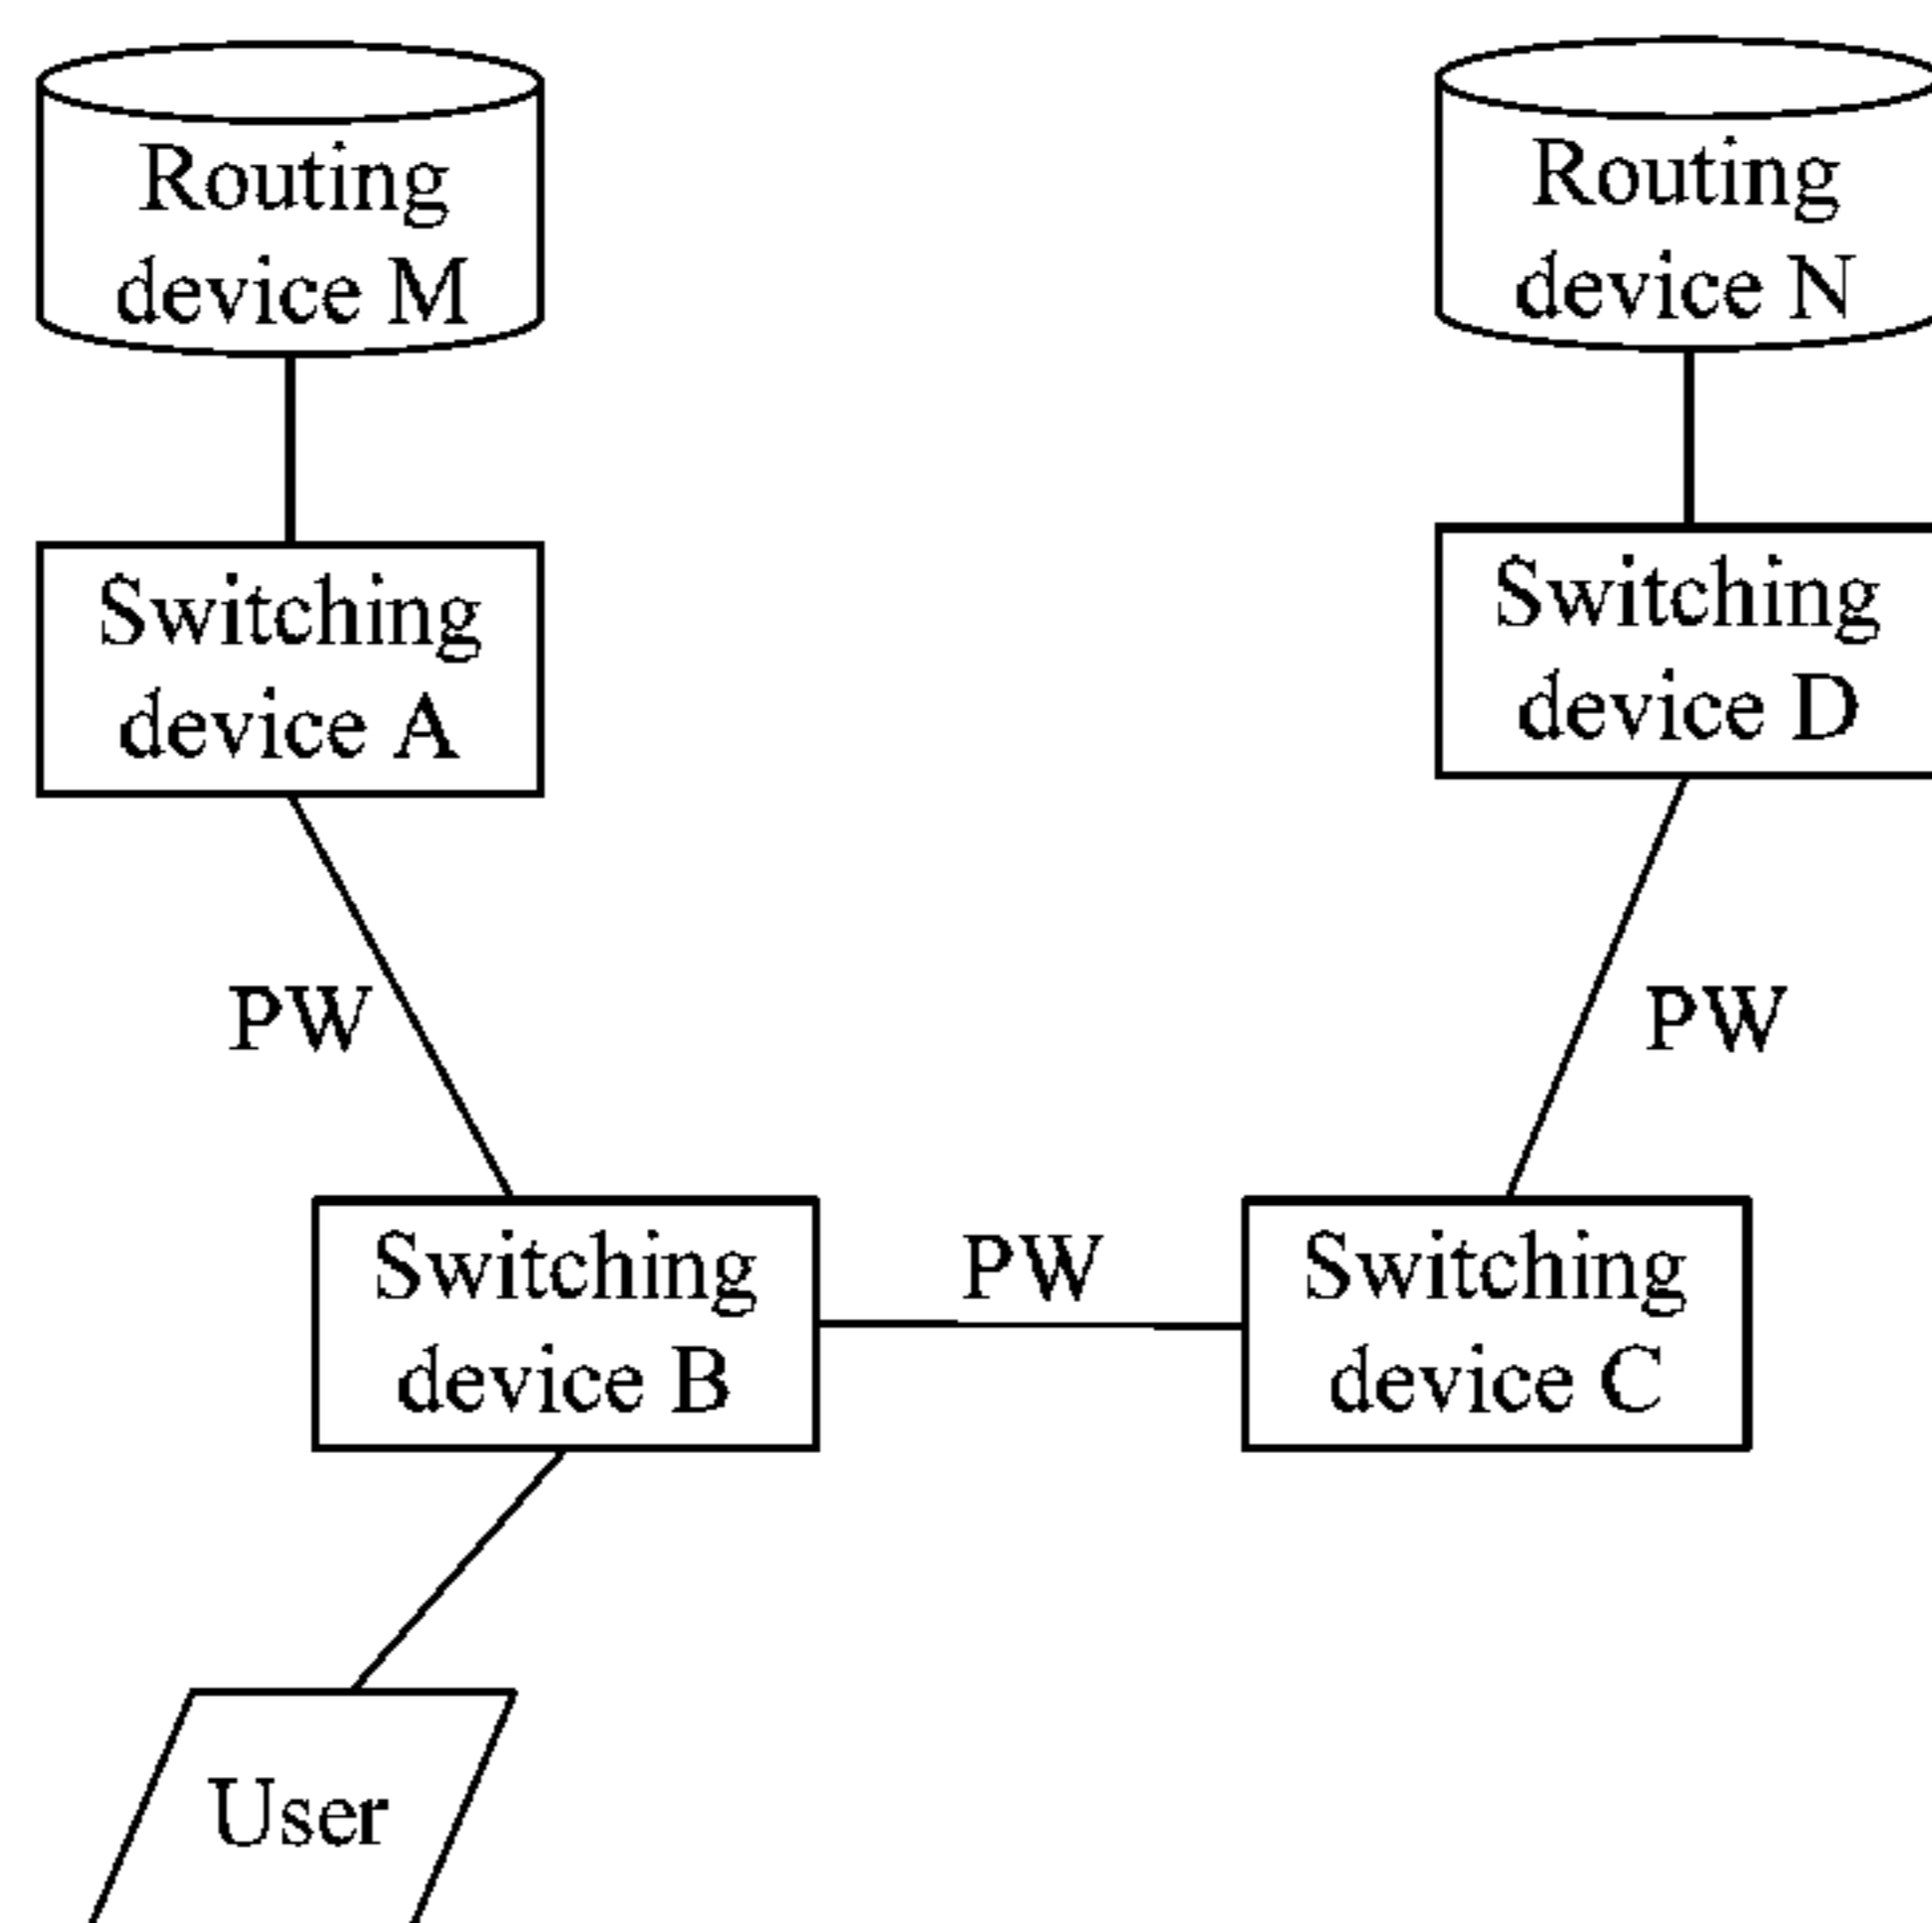 Routing
device M
Routing
device N
Switching
device A
Switching
device D
PW
PW
Switching
device B
PW
Switching
device C
User